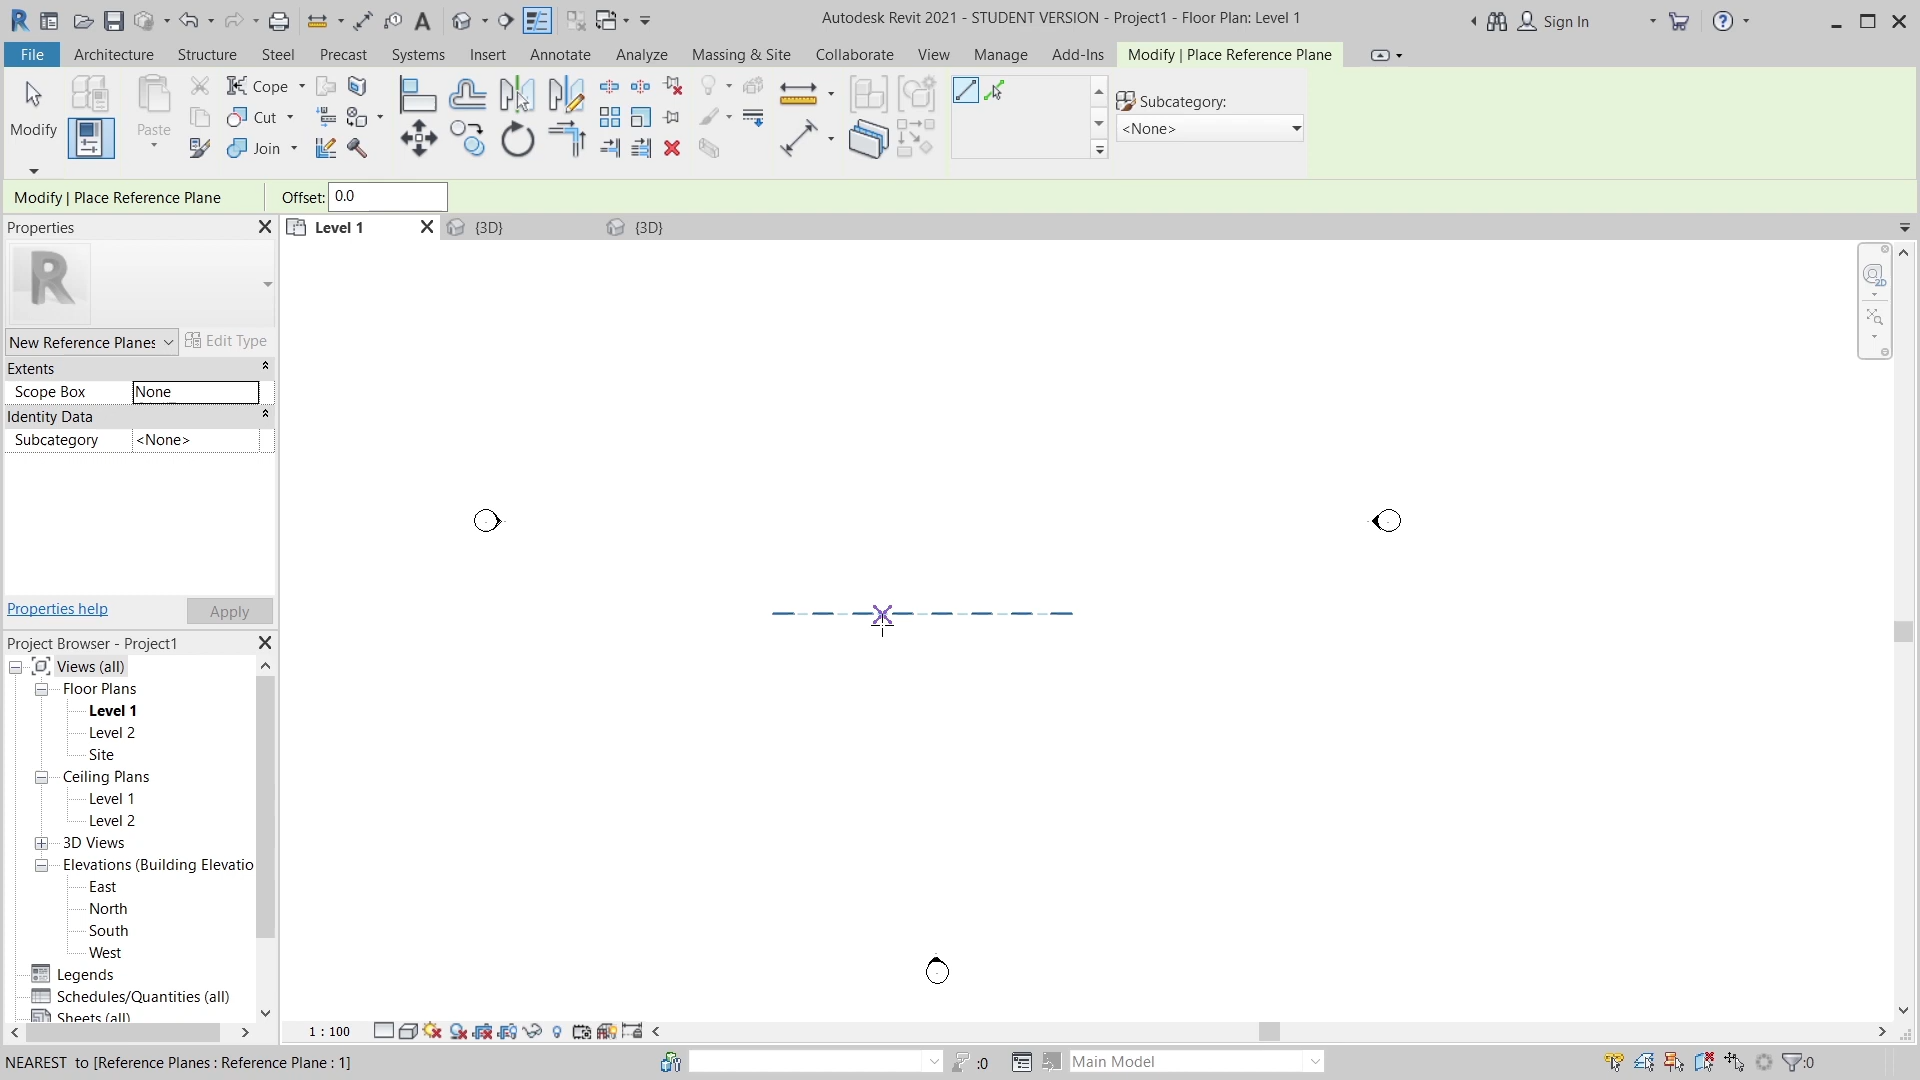 Autodesk Revit 2021 - STUDENT VERSION - Project1 - Floor Plan: Level 1
Sign In
File
Architecture
Structure
Steel
Precast
Systems
Insert
Annotate
Analyze
Massing & Site
Collaborate
View
Manage
Add-Ins
Modify | Place Reference Plane
Modify
Paste
Cope
Cut
Join
Subcategory:
<None>
Modify | Place Reference Plane
Offset:
0.0
Properties
Level 1
{3D}
{3D}
New Reference Planes
Edit Type
Extents
Scope Box
None
Identity Data
Subcategory
<None>
Properties help
Apply
Project Browser - Project1
Views (all)
Floor Plans
Level 1
Level 2
Site
Ceiling Plans
Level 1
Level 2
3D Views
Elevations (Building Elevatio
East
North
South
West
Legends
Schedules/Quantities (all)
Sheets (all)
1 : 100
NEAREST to [Reference Planes : Reference Plane : 1]
:0
Main Model
:0